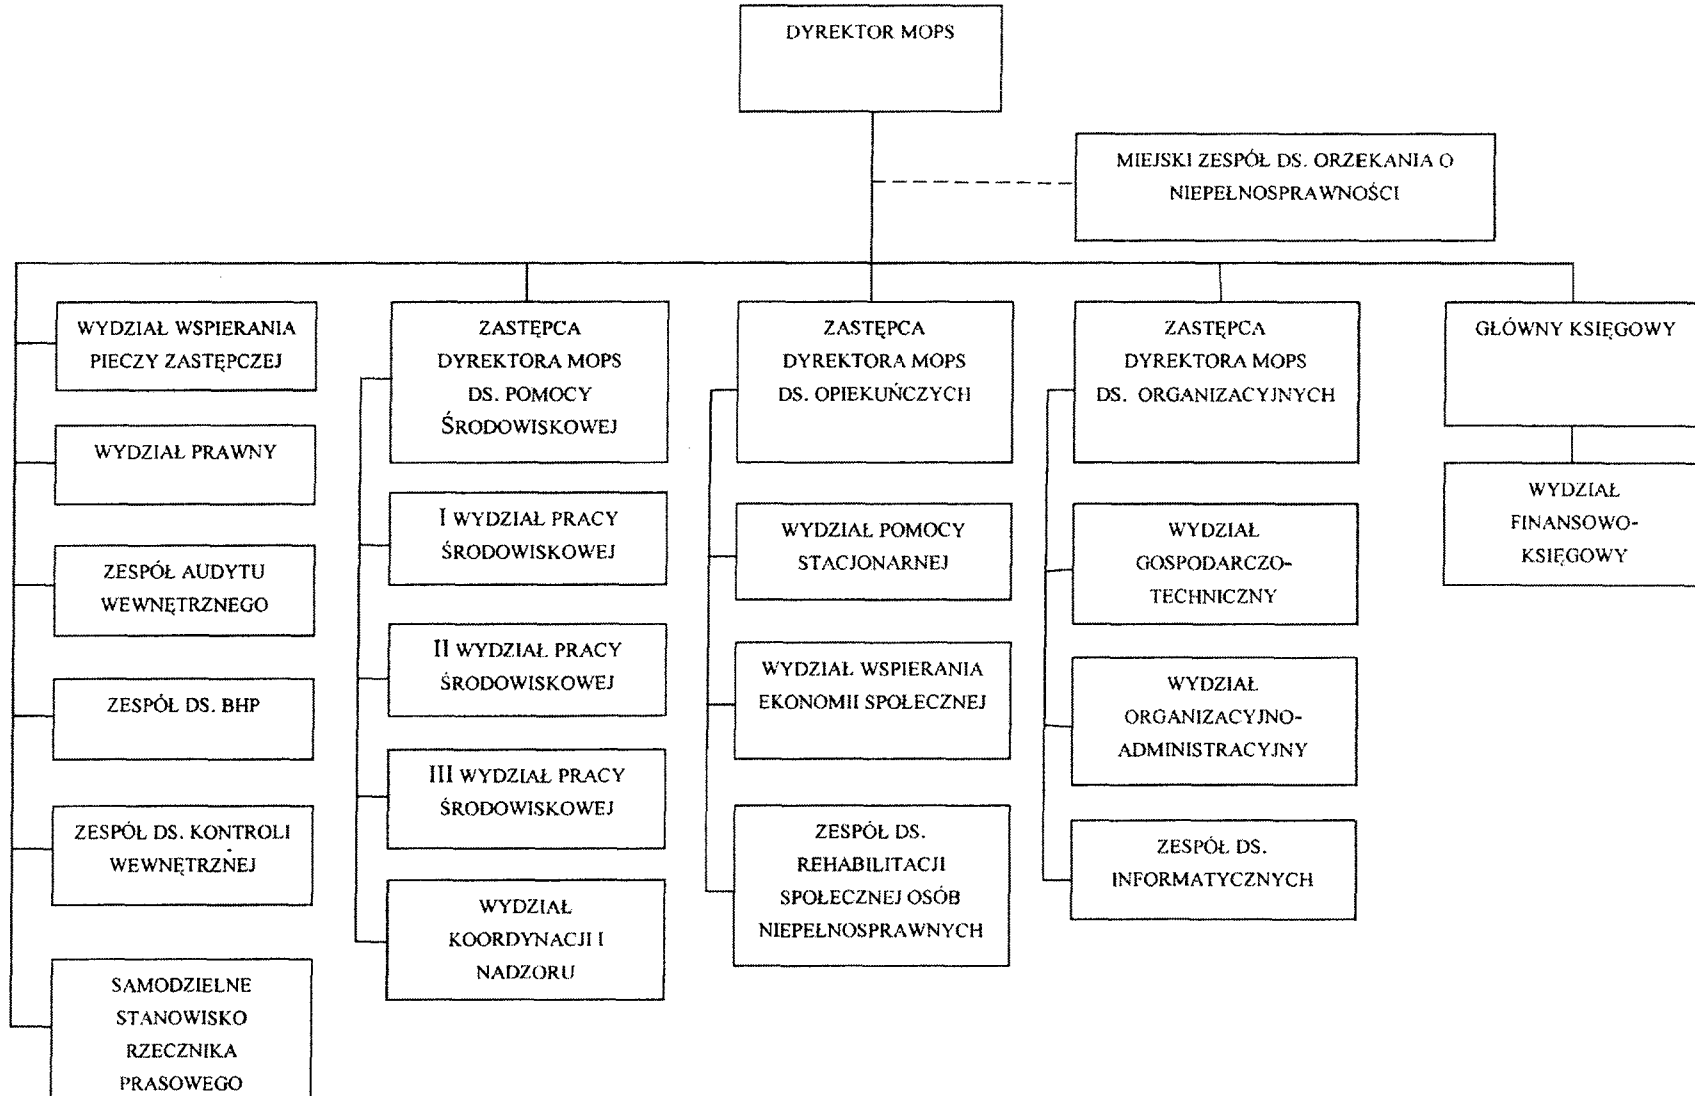 DYREKTOR MOPS
MIEJSKI ZESPÓŁ DS. ORZEKANIA O
NIEPEŁNOSPRAWNOŚCI
WYDZIAŁ WSPIERANIA
PIECZY ZASTĘPCZEJ
WYDZIAŁ PRAWNY
ZESPÓŁ AUDYTU
WEWNĘTRZNEGO
ZESPÓŁ DS. BHP
ZESPÓŁ DS. KONTROLI
WEWNĘTRZNEJ
SAMODZIELNE
STANOWISKO
RZECZNIKA
PRASOWEGO
ZASTĘPCA
DYREKTORA MOPS
DS. POMOCY
ŚRODOWISKOWEJ
I WYDZIAŁ PRACY
ŚRODOWISKOWEJ
II WYDZIAŁ PRACY
ŚRODOWISKOWEJ
III WYDZIAŁ PRACY
ŚRODOWISKOWEJ
WYDZIAŁ
KOORDYNACJI I
NADZORU
ZASTĘPCA
DYREKTORA MOPS
DS. OPIEKUŃCZYCH
WYDZIAŁ POMOCY
STACJONARNEJ
WYDZIAŁ WSPIERANIA
EKONOMII SPOŁECZNEJ
ZESPÓŁ DS.
REHABILITACJI
SPOŁECZNEJ OSÓB
NIEPEŁNOSPRAWNYCH
ZASTĘPCA
DYREKTORA MOPS
DS. ORGANIZACYJNYCH
WYDZIAŁ
GOSPODARCZO-
TECHNICZNY
WYDZIAŁ
ORGANIZACYJNO-
ADMINISTRACYJNY
ZESPÓŁ DS.
INFORMATYCZNYCH
GŁÓWNY KSIĘGOWY
WYDZIAŁ
FINANSOWO-
KSIĘGOWY